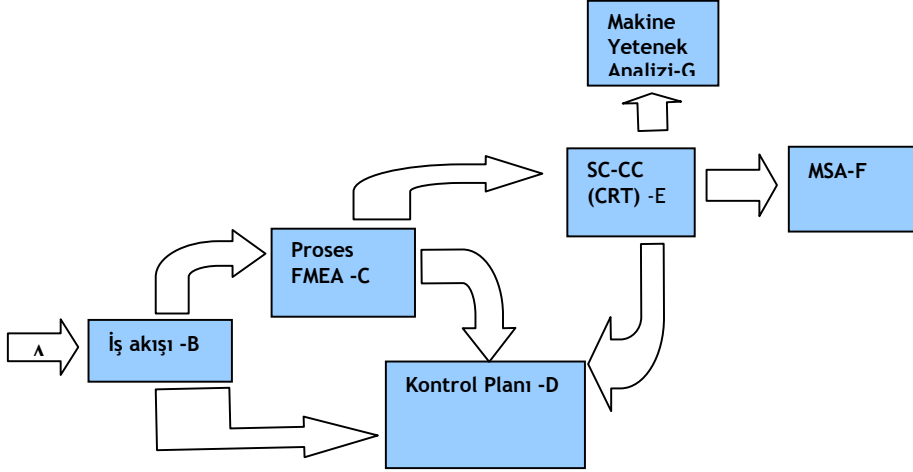 Makine
Yetenek
Analizi-G
SC-CC
(CRT) -E
MSA-F
Proses
FMEA -C
İş akışı -B
Kontrol Planı -D